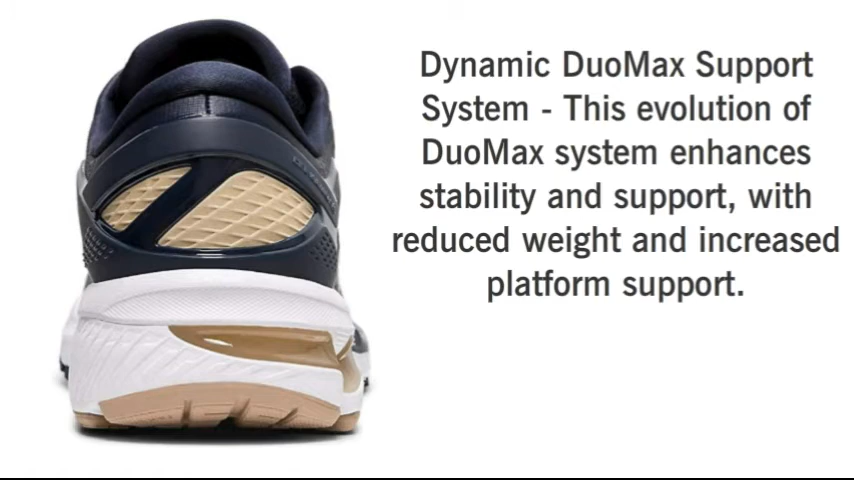 Dynamic DuoMax Support
System - This evolution of
DuoMax system enhances
stability and support, with
reduced weight and increased
platform support.